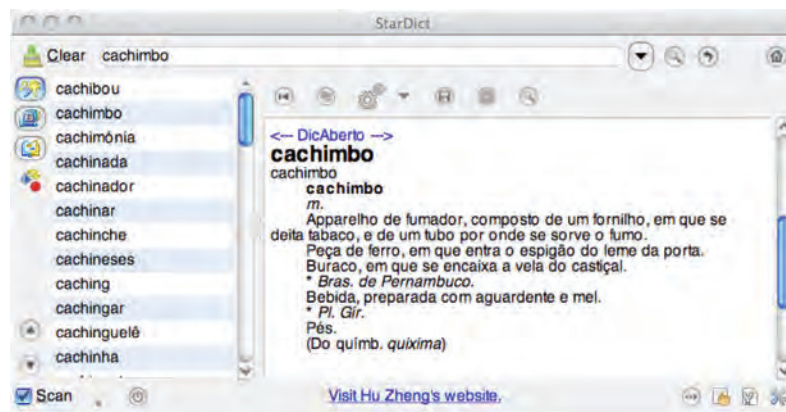 StarDict
Clear cachimbo
cachibou
cachimbo
cachimónia
cachinada
cachinador
cachinar
cachinche
cachineses
caching
cachingar
cachinguelê
cachinha
<--- DicAberto --->
cachimbo
cachimbo
cachimbo
m.
Apparelho de fumador, composto de um fornilho, em que se
deita tabaco, e de um tubo por onde se sorve o fumo.
Peça de ferro, em que entra o espigão do leme da porta.
Buraco, em que se encaixa a vela do castiçal.
* Bras. de Pernambuco.
Bebida, preparada com aguardente e mel.
* Pl. Gir.
Pés.
(Do quimb. quixima)
Scan
Visit Hu Zheng's website.